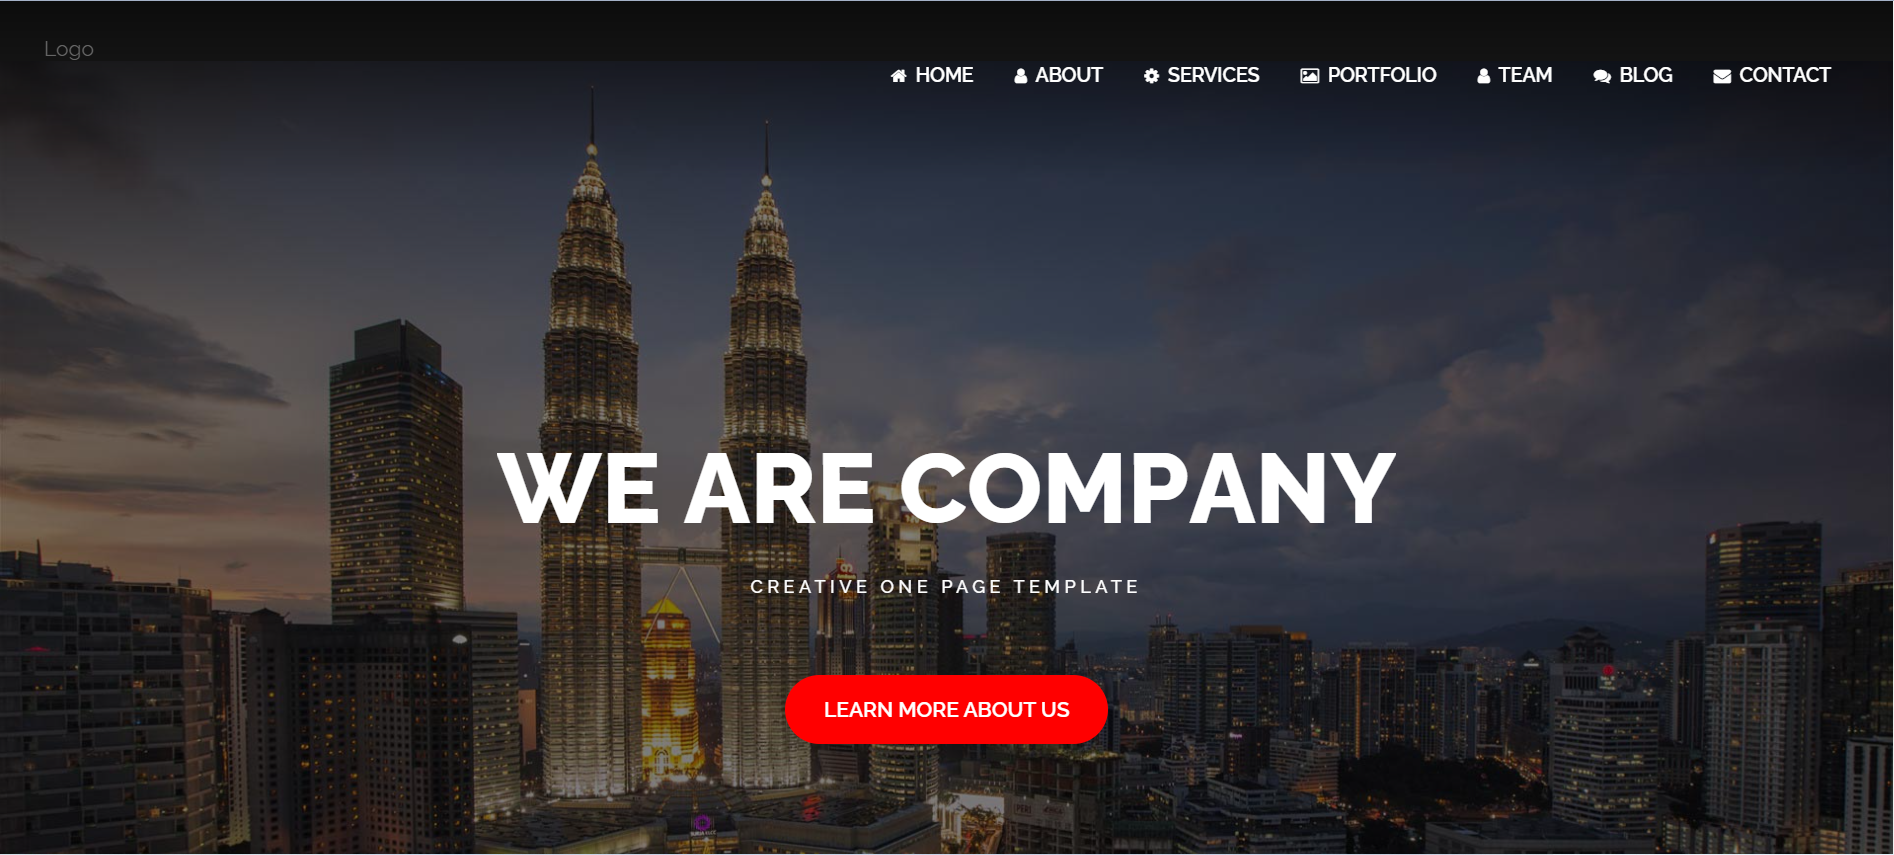 Logo
HOME ABOUT SERVICES PORTFOLIO TEAM BLOG CONTACT
WE ARE COMPANY
CREATIVE ONE PAGE TEMPLATE
LEARN MORE ABOUT US